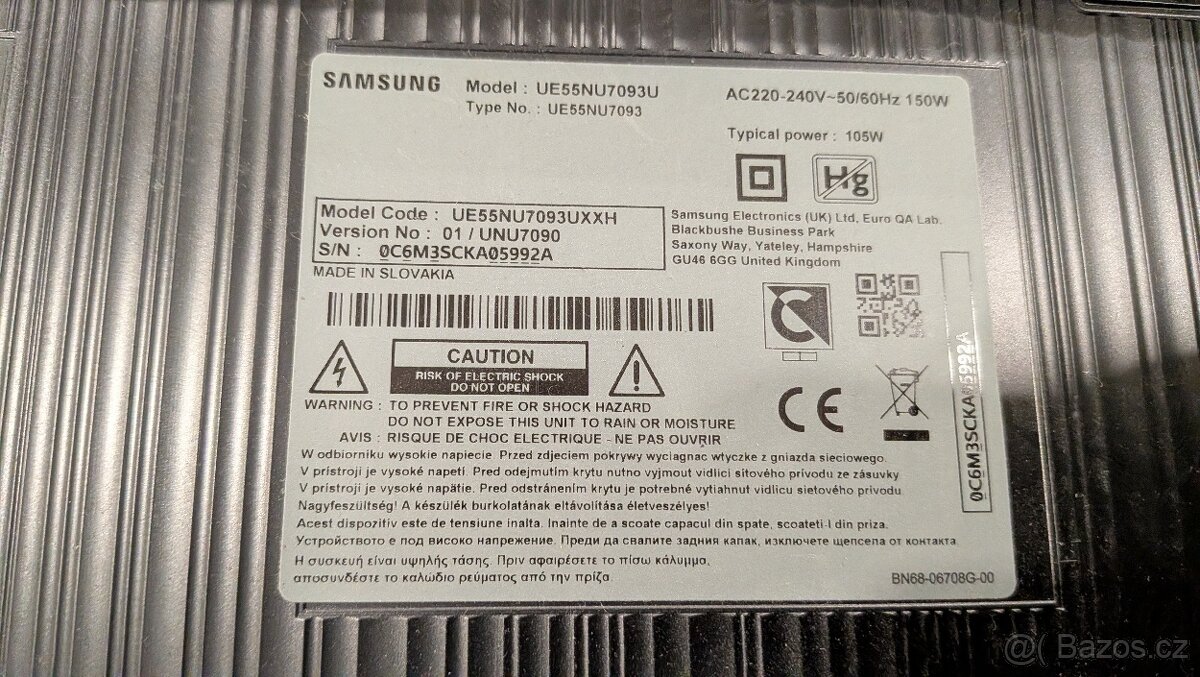 SAMSUNG
Model : UE55NU7093U
Type No. : UE55NU7093
AC220-240V~50/60Hz 150W
Typical power : 105W
Hg
Model Code : UE55NU7093UXXH
Version No : 01 / UNU7090
S/N : 0C6M3SCKA05992A
MADE IN SLOVAKIA
Samsung Electronics (UK) Ltd, Euro QA Lab.
Blackbushe Business Park
Saxony Way, Yateley, Hampshire
GU46 6GG United Kingdom
CAUTION
RISK OF ELECTRIC SHOCK
DO NOT OPEN
WARNING : TO PREVENT FIRE OR SHOCK HAZARD
DO NOT EXPOSE THIS UNIT TO RAIN OR MOISTURE
AVIS : RISQUE DE CHOC ELECTRIQUE - NE PAS OUVRIR
CE
0C6M3SCKA05992A
W odbiorniku wysokie napiecie. Przed zdjeciem pokrywy wyciagnac wtyczke z gniazda sieciowego.
V prístroji je vysoké napetí. Pred odejmutím krytu nutno vyjmout vidlici sitového prívodu ze zásuvky
V prístroji je vysoké napätie. Pred odstránením krytu je potrebné vytiahnut vidlicu sietového prívodu
Nagyfeszültség! A készülék burkolatának eltávolítása életveszélyes!
Acest dispozitiv este de tensiune inalta. Inainte de a scoate capacul din spate, scoateti-l din priza.
Устройството е под високо напрежение. Преди да свалите задния капак, изключете щепсела от контакта.
Η συσκευή είναι υψηλής τάσης. Πριν αφαιρέσετε το πίσω κάλυμμα,
αποσυνδέστε το καλώδιο ρεύματος από την πρίζα.
BN68-06708G-00
@( Bazos.cz